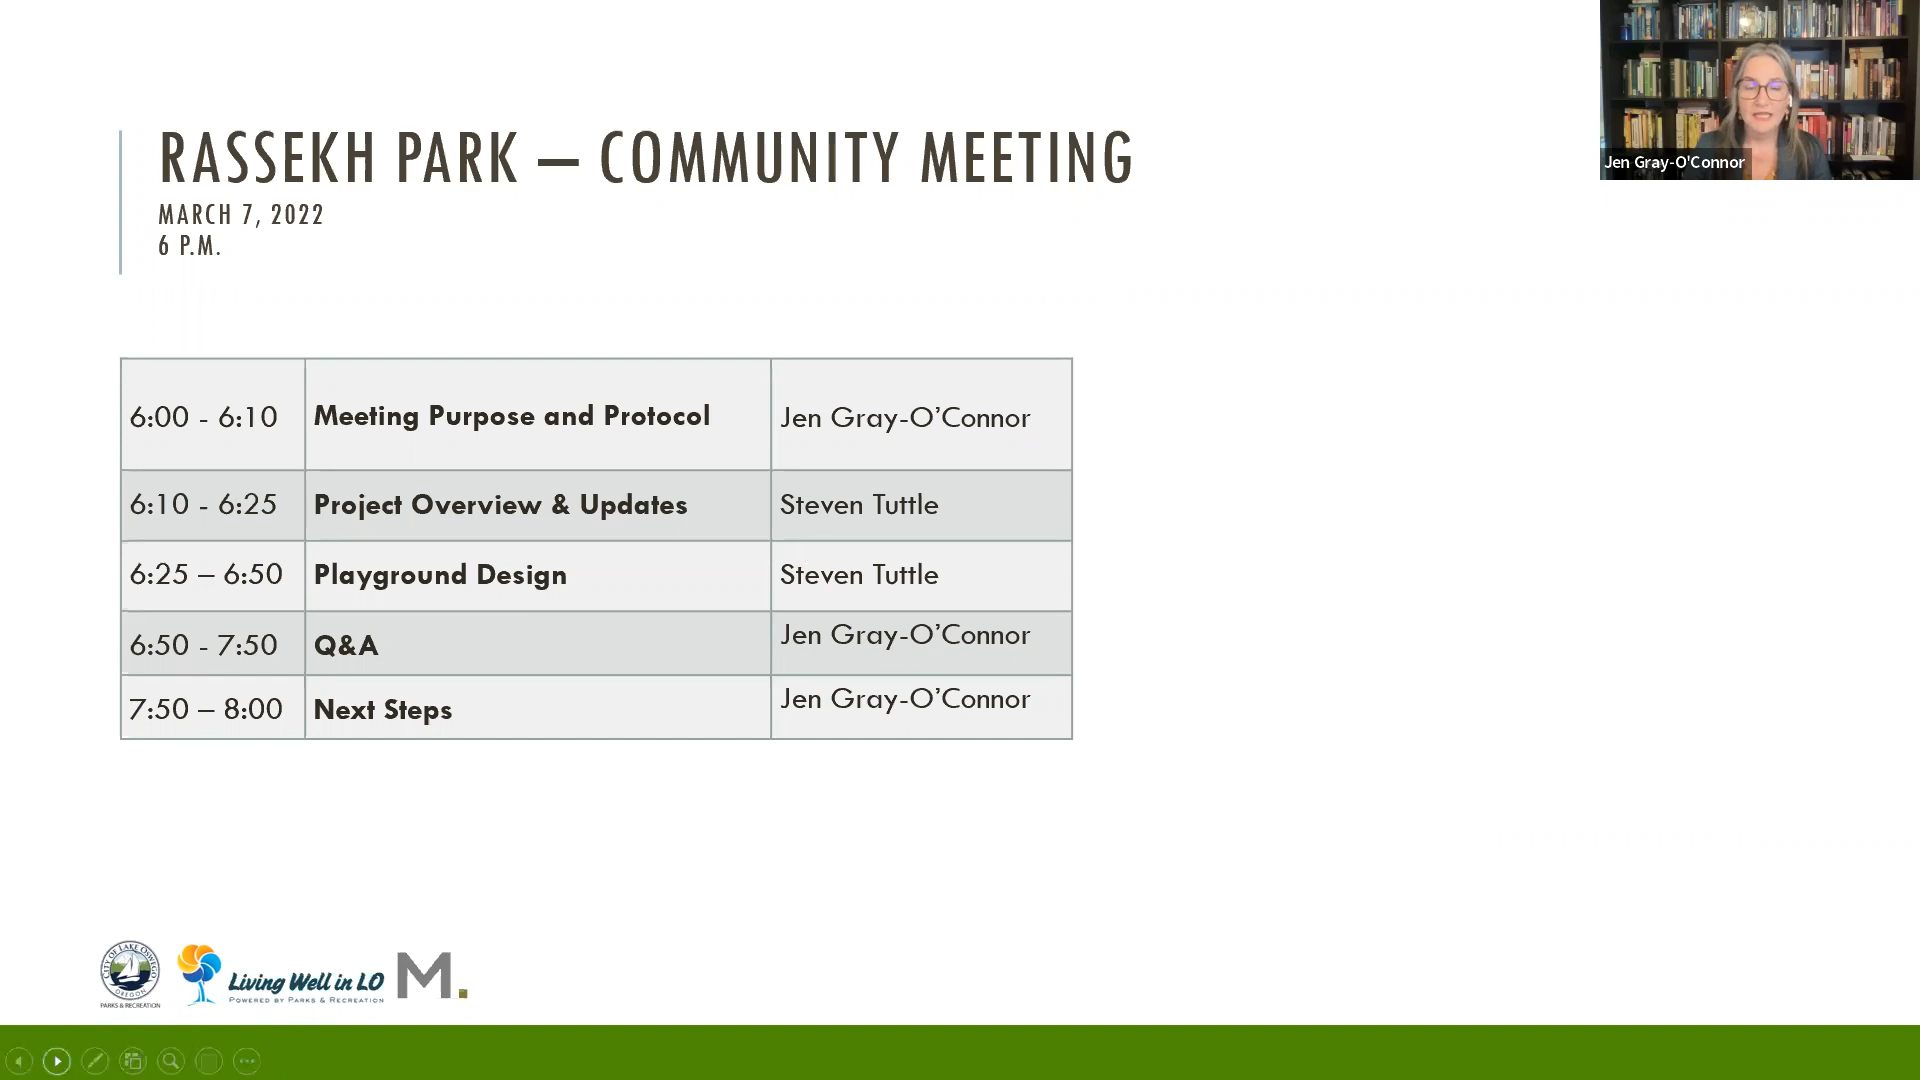 RASSEKH PARK – COMMUNITY MEETING
MARCH 7, 2022
6 P.M.
Jen Gray-O'Connor
6:00 - 6:10 Meeting Purpose and Protocol Jen Gray-O’Connor
6:10 - 6:25 Project Overview & Updates Steven Tuttle
6:25 – 6:50 Playground Design Steven Tuttle
6:50 - 7:50 Q&A Jen Gray-O’Connor
7:50 – 8:00 Next Steps Jen Gray-O’Connor
CITY OF LAKE OSWEGO
OREGON
PARKS & RECREATION
Living Well in LO
POWERED BY PARKS & RECREATION
M.